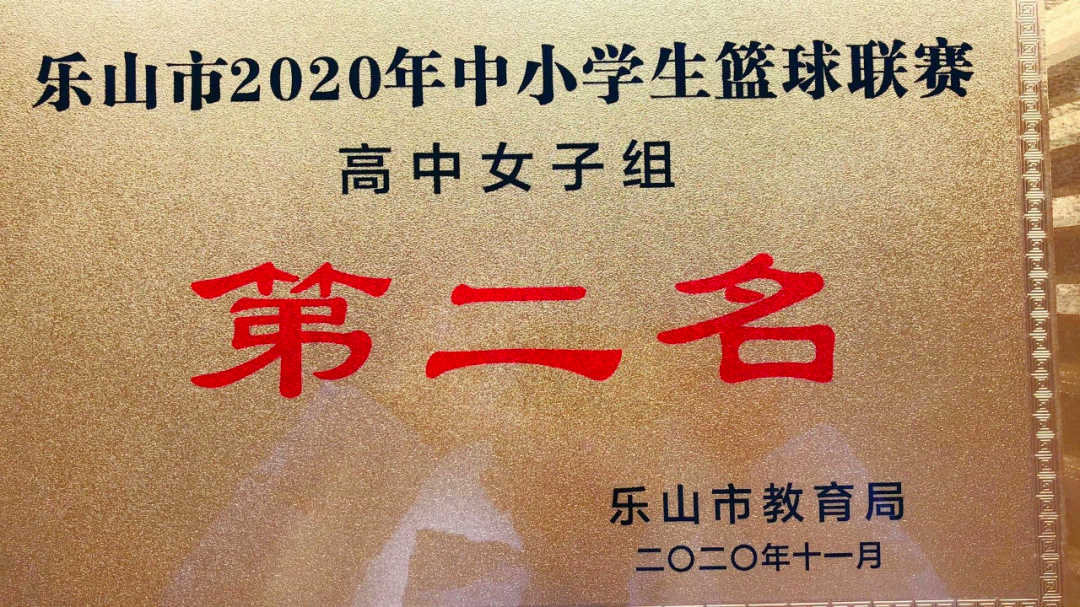 乐山市2020年中小学生篮球联赛
高中女子组
第二名
乐山市教育局
二〇二〇年十一月